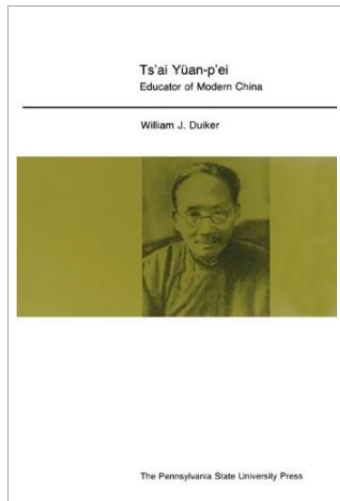 Ts'ai Yüan-p'ei
Educator of Modern China
William J. Duiker
The Pennsylvania State University Press